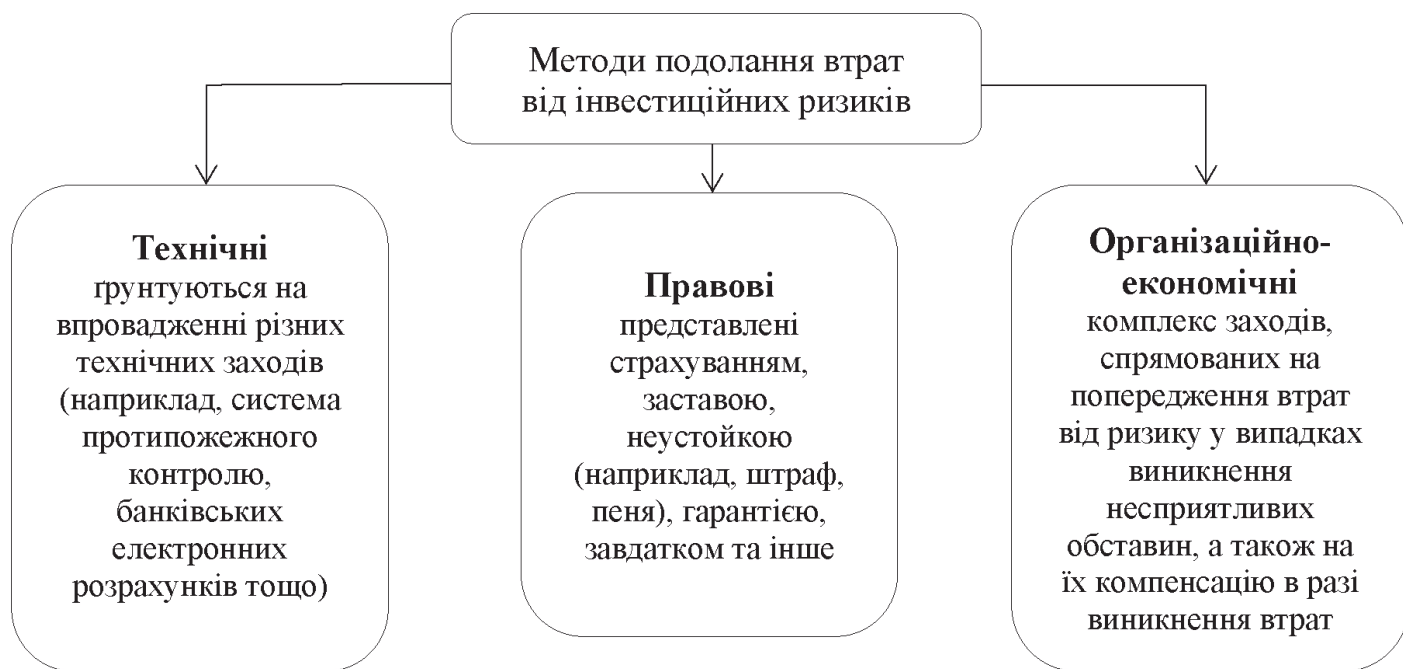 Методи подолання втрат
від інвестиційних ризиків
Технічні
ґрунтуються на
впровадженні різних
технічних заходів
(наприклад, система
протипожежного
контролю,
банківських
електронних
розрахунків тощо)
Правові
представлені
страхуванням,
заставою,
неустойкою
(наприклад, штраф,
пеня), гарантією,
завдатком та інше
Організаційно-
економічні
комплекс заходів,
спрямованих на
попередження втрат
від ризику у випадках
виникнення
несприятливих
обставин, а також на
їх компенсацію в разі
виникнення втрат